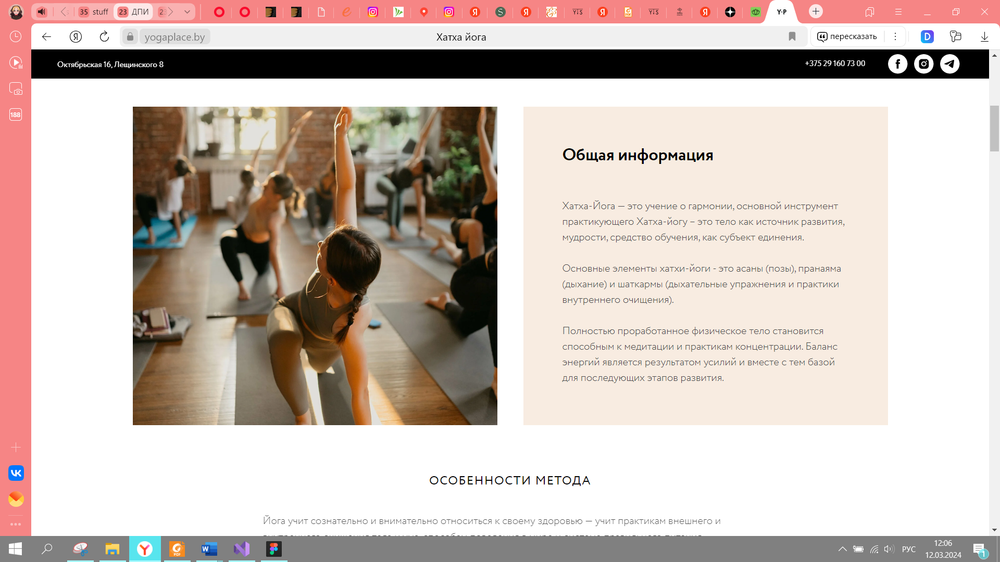 35 stuff 23 ДПИ 23
yogaplace.by Хатха йога пересказать
188
Октябрьская 16, Лещинского 8 +375 29 160 73 00
Общая информация
Хатха-Йога — это учение о гармонии, основной инструмент
практикующего Хатха-йогу – это тело как источник развития,
мудрости, средство обучения, как субъект единения.
Основные элементы хатхи-йоги - это асаны (позы), пранаяма
(дыхание) и шаткармы (дыхательные упражнения и практики
внутреннего очищения).
Полностью проработанное физическое тело становится
способным к медитации и практикам концентрации. Баланс
энергий является результатом усилий и вместе с тем базой
для последующих этапов развития.
ОСОБЕННОСТИ МЕТОДА
Йога учит сознательно и внимательно относиться к своему здоровью — учит практикам внешнего и
РУС 12:06
12.03.2024